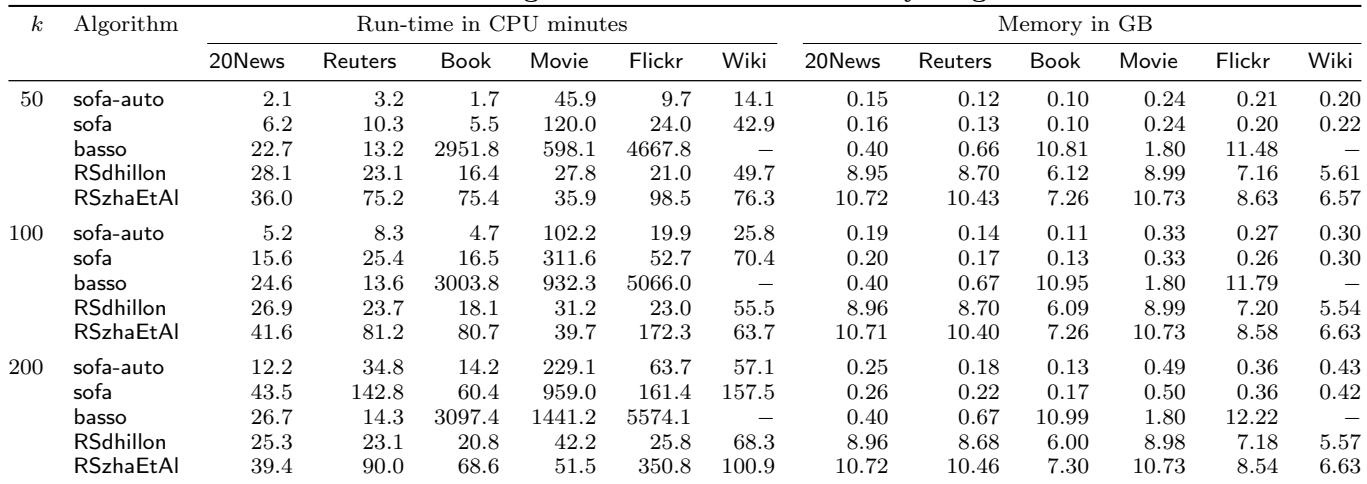 k Algorithm Run-time in CPU minutes Memory in GB
20News Reuters Book Movie Flickr Wiki 20News Reuters Book Movie Flickr Wiki
50 sofa-auto 2.1 3.2 1.7 45.9 9.7 14.1 0.15 0.12 0.10 0.24 0.21 0.20
sofa 6.2 10.3 5.5 120.0 24.0 42.9 0.16 0.13 0.10 0.24 0.20 0.22
basso 22.7 13.2 2951.8 598.1 4667.8 − 0.40 0.66 10.81 1.80 11.48 −
RSdhillon 28.1 23.1 16.4 27.8 21.0 49.7 8.95 8.70 6.12 8.99 7.16 5.61
RSzhaEtAl 36.0 75.2 75.4 35.9 98.5 76.3 10.72 10.43 7.26 10.73 8.63 6.57
100 sofa-auto 5.2 8.3 4.7 102.2 19.9 25.8 0.19 0.14 0.11 0.33 0.27 0.30
sofa 15.6 25.4 16.5 311.6 52.7 70.4 0.20 0.17 0.13 0.33 0.26 0.30
basso 24.6 13.6 3003.8 932.3 5066.0 − 0.40 0.67 10.95 1.80 11.79 −
RSdhillon 26.9 23.7 18.1 31.2 23.0 55.5 8.96 8.70 6.09 8.99 7.20 5.54
RSzhaEtAl 41.6 81.2 80.7 39.7 172.3 63.7 10.71 10.40 7.26 10.73 8.58 6.63
200 sofa-auto 12.2 34.8 14.2 229.1 63.7 57.1 0.25 0.18 0.13 0.49 0.36 0.43
sofa 43.5 142.8 60.4 959.0 161.4 157.5 0.26 0.22 0.17 0.50 0.36 0.42
basso 26.7 14.3 3097.4 1441.2 5574.1 − 0.40 0.67 10.99 1.80 12.22 −
RSdhillon 25.3 23.1 20.8 42.2 25.8 68.3 8.96 8.68 6.00 8.98 7.18 5.57
RSzhaEtAl 39.4 90.0 68.6 51.5 350.8 100.9 10.72 10.46 7.30 10.73 8.54 6.63